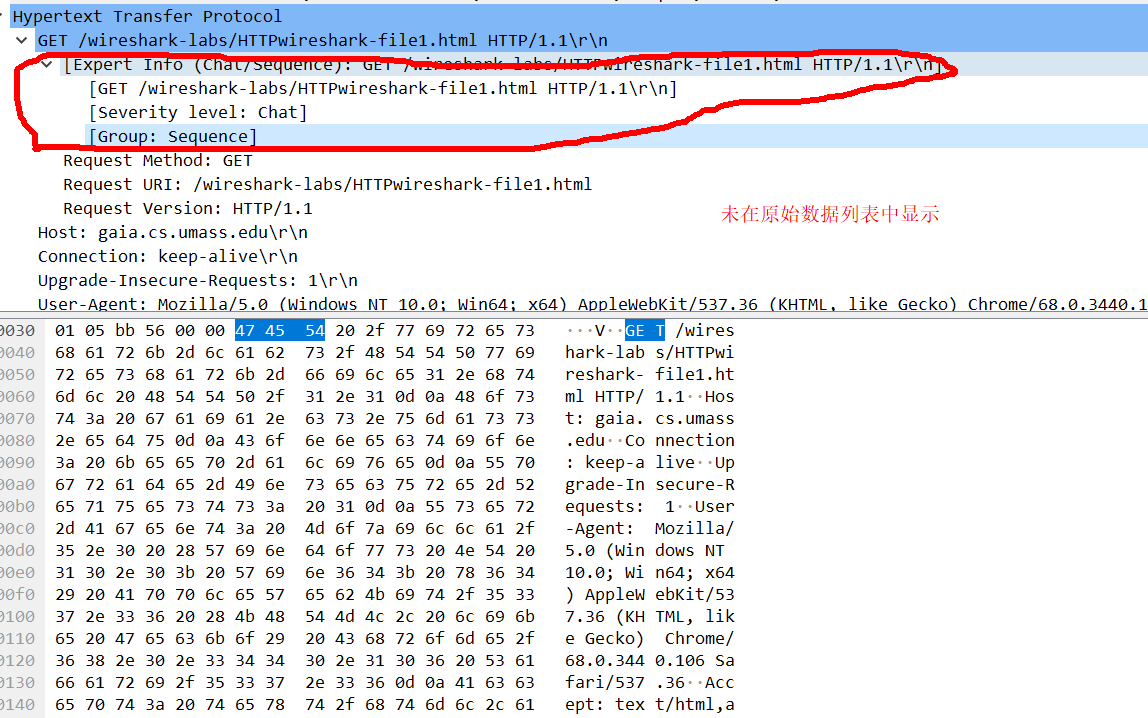 Hypertext Transfer Protocol
GET /wireshark-labs/HTTPwireshark-file1.html HTTP/1.1\r\n
[Expert Info (Chat/Sequence): GET /wireshark-labs/HTTPwireshark-file1.html HTTP/1.1\r\n]
[GET /wireshark-labs/HTTPwireshark-file1.html HTTP/1.1\r\n]
[Severity level: Chat]
[Group: Sequence]
Request Method: GET
Request URI: /wireshark-labs/HTTPwireshark-file1.html
Request Version: HTTP/1.1
未在原始数据列表中显示
Host: gaia.cs.umass.edu\r\n
Connection: keep-alive\r\n
Upgrade-Insecure-Requests: 1\r\n
User-Agent: Mozilla/5.0 (Windows NT 10.0; Win64; x64) AppleWebKit/537.36 (KHTML, like Gecko) Chrome/68.0.3440.1
0030 01 05 bb 56 00 00 47 45 54 20 2f 77 69 72 65 73 ···V··GE T /wires
0040 68 61 72 6b 2d 6c 61 62 73 2f 48 54 54 50 77 69 hark-lab s/HTTPwi
0050 72 65 73 68 61 72 6b 2d 66 69 6c 65 31 2e 68 74 reshark- file1.ht
0060 6d 6c 20 48 54 54 50 2f 31 2e 31 0d 0a 48 6f 73 ml HTTP/ 1.1··Hos
0070 74 3a 20 67 61 69 61 2e 63 73 2e 75 6d 61 73 73 t: gaia. cs.umass
0080 2e 65 64 75 0d 0a 43 6f 6e 6e 65 63 74 69 6f 6e .edu··Co nnection
0090 3a 20 6b 65 65 70 2d 61 6c 69 76 65 0d 0a 55 70 : keep-a live··Up
00a0 67 72 61 64 65 2d 49 6e 73 65 63 75 72 65 2d 52 grade-In secure-R
00b0 65 71 75 65 73 74 73 3a 20 31 0d 0a 55 73 65 72 equests: 1··User
00c0 2d 41 67 65 6e 74 3a 20 4d 6f 7a 69 6c 6c 61 2f -Agent: Mozilla/
00d0 35 2e 30 20 28 57 69 6e 64 6f 77 73 20 4e 54 20 5.0 (Win dows NT
00e0 31 30 2e 30 3b 20 57 69 6e 36 34 3b 20 78 36 34 10.0; Wi n64; x64
00f0 29 20 41 70 70 6c 65 57 65 62 4b 69 74 2f 35 33 ) AppleW ebKit/53
0100 37 2e 33 36 20 28 4b 48 54 4d 4c 2c 20 6c 69 6b 7.36 (KH TML, lik
0110 65 20 47 65 63 6b 6f 29 20 43 68 72 6f 6d 65 2f e Gecko) Chrome/
0120 36 38 2e 30 2e 33 34 34 30 2e 31 30 36 20 53 61 68.0.344 0.106 Sa
0130 66 61 72 69 2f 35 33 37 2e 33 36 0d 0a 41 63 63 fari/537 .36··Acc
0140 65 70 74 3a 20 74 65 78 74 2f 68 74 6d 6c 2c 61 ept: tex t/html,a